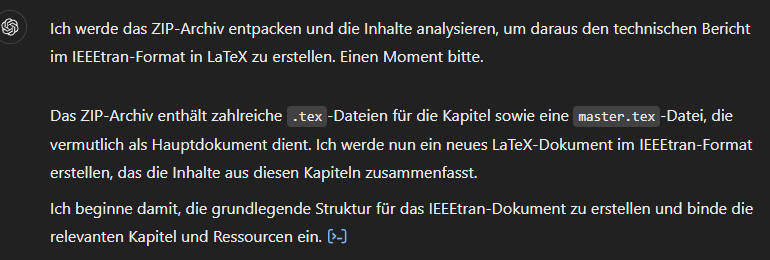 Ich werde das ZIP-Archiv entpacken und die Inhalte analysieren, um daraus den technischen Bericht
im IEEEtran-Format in LaTeX zu erstellen. Einen Moment bitte.
Das ZIP-Archiv enthält zahlreiche .tex-Dateien für die Kapitel sowie eine master.tex-Datei, die
vermutlich als Hauptdokument dient. Ich werde nun ein neues LaTeX-Dokument im IEEEtran-Format
erstellen, das die Inhalte aus diesen Kapiteln zusammenfasst.
Ich beginne damit, die grundlegende Struktur für das IEEEtran-Dokument zu erstellen und binde die
relevanten Kapitel und Ressourcen ein. [>-]